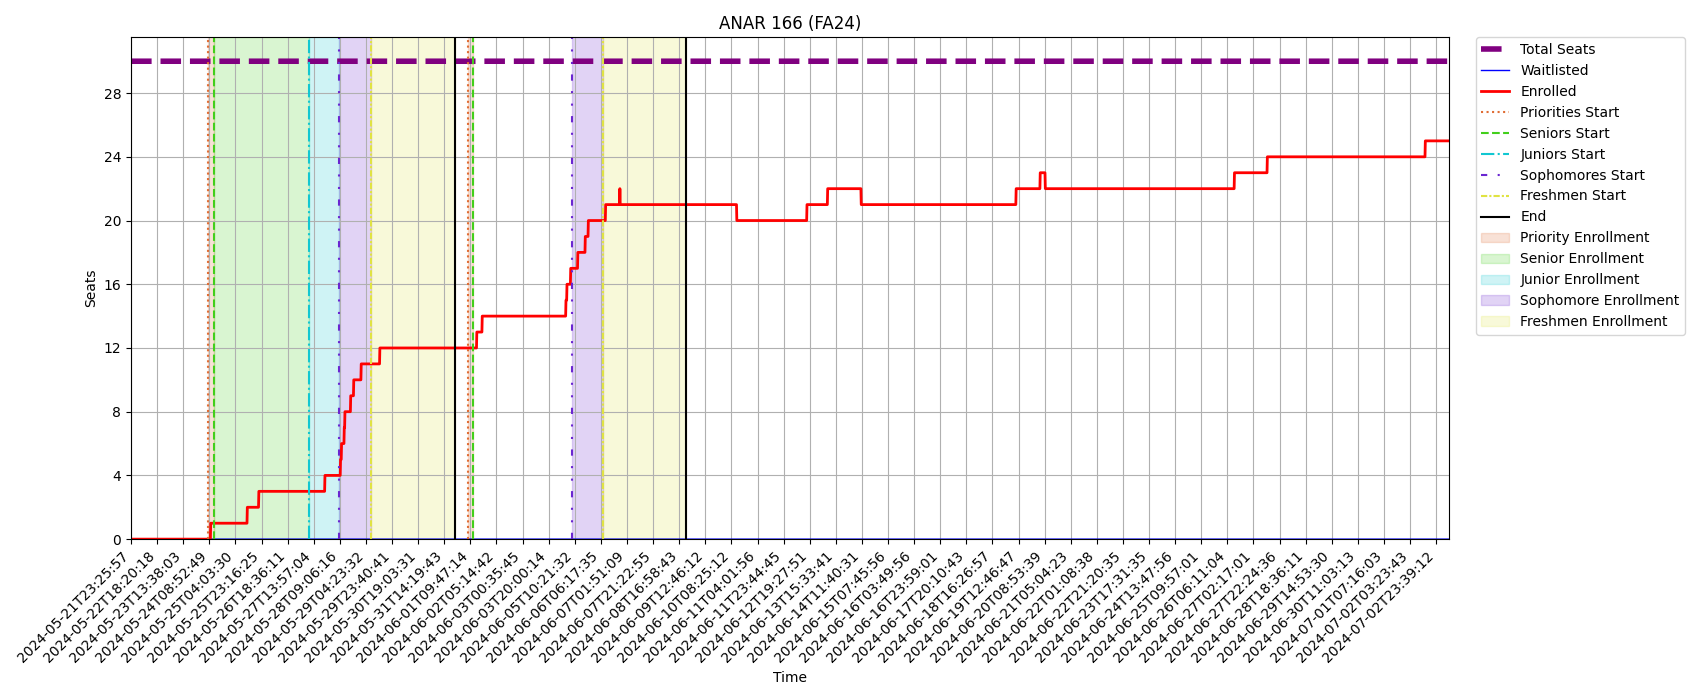 ANAR 166 (FA24)
Seats
28
24
20
16
12
8
4
0
2024-05-21T23:25:57
2024-05-22T18:20:18
2024-05-23T13:38:03
2024-05-24T08:52:49
2024-05-25T04:03:30
2024-05-25T23:16:25
2024-05-26T18:36:11
2024-05-27T13:57:04
2024-05-28T09:06:16
2024-05-29T04:23:32
2024-05-29T23:40:41
2024-05-30T19:03:31
2024-05-31T14:19:43
2024-06-01T09:47:14
2024-06-02T05:14:42
2024-06-03T00:35:45
2024-06-03T20:00:14
2024-06-05T10:21:32
2024-06-06T06:17:35
2024-06-07T01:51:09
2024-06-07T21:22:55
2024-06-08T16:58:43
2024-06-09T12:46:12
2024-06-10T08:25:12
2024-06-11T04:01:56
2024-06-11T23:44:45
2024-06-12T19:27:51
2024-06-13T15:33:41
2024-06-14T11:40:31
2024-06-15T07:45:56
2024-06-16T03:49:56
2024-06-16T23:59:01
2024-06-17T20:10:43
2024-06-18T16:26:57
2024-06-19T12:46:47
2024-06-20T08:53:39
2024-06-21T05:04:23
2024-06-22T01:08:38
2024-06-22T21:20:35
2024-06-23T17:31:35
2024-06-24T13:47:56
2024-06-25T09:57:01
2024-06-26T06:11:04
2024-06-27T02:17:01
2024-06-27T22:24:36
2024-06-28T18:36:11
2024-06-29T14:53:30
2024-06-30T11:03:13
2024-07-01T07:16:03
2024-07-02T03:23:43
2024-07-02T23:39:12
Time
Total Seats
Waitlisted
Enrolled
Priorities Start
Seniors Start
Juniors Start
Sophomores Start
Freshmen Start
End
Priority Enrollment
Senior Enrollment
Junior Enrollment
Sophomore Enrollment
Freshmen Enrollment